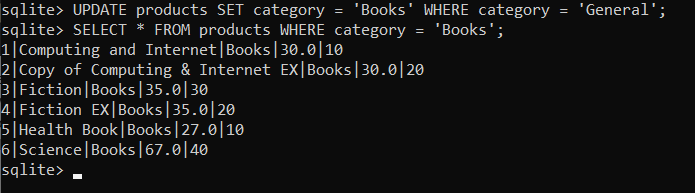 sqlite> UPDATE products SET category = 'Books' WHERE category = 'General';
sqlite> SELECT * FROM products WHERE category = 'Books';
1|Computing and Internet|Books|30.0|10
2|Copy of Computing & Internet EX|Books|30.0|20
3|Fiction|Books|35.0|30
4|Fiction EX|Books|35.0|20
5|Health Book|Books|27.0|10
6|Science|Books|67.0|40
sqlite>